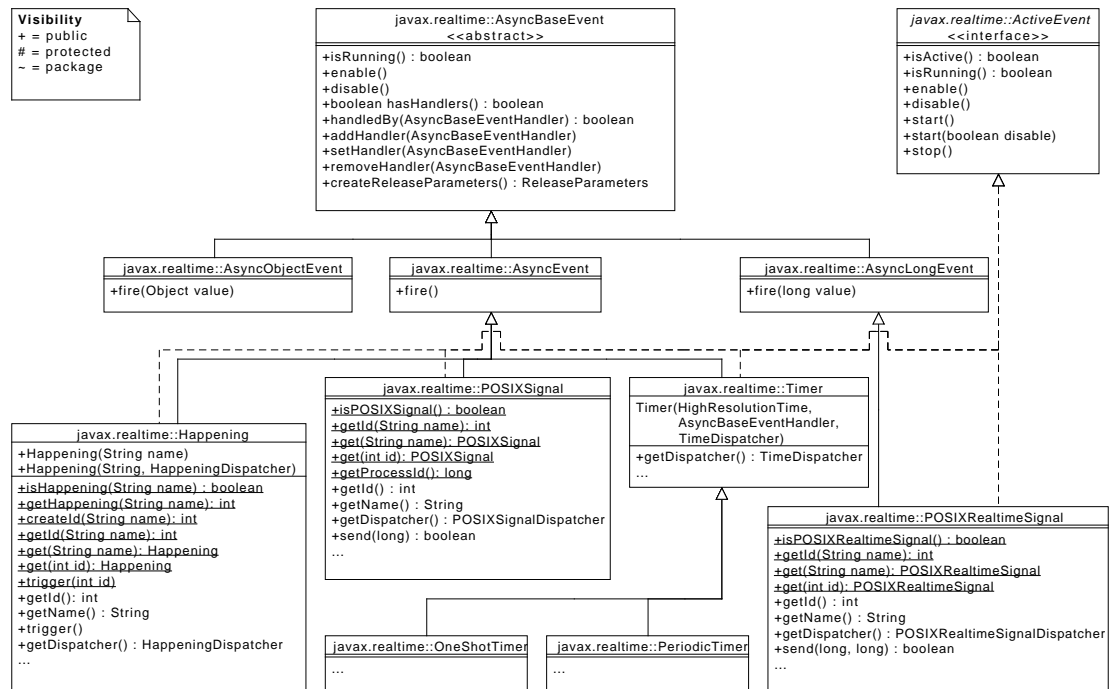 Visibility
+ = public
# = protected
~ = package
javax.realtime::AsyncBaseEvent
<<abstract>>
+isRunning() : boolean
+enable()
+disable()
+boolean hasHandlers() : boolean
+handledBy(AsyncBaseEventHandler) : boolean
+addHandler(AsyncBaseEventHandler)
+setHandler(AsyncBaseEventHandler)
+removeHandler(AsyncBaseEventHandler)
+createReleaseParameters() : ReleaseParameters
javax.realtime::ActiveEvent
<<interface>>
+isActive() : boolean
+isRunning() : boolean
+enable()
+disable()
+start()
+start(boolean disable)
+stop()
javax.realtime::AsyncObjectEvent
+fire(Object value)
javax.realtime::AsyncEvent
+fire()
javax.realtime::AsyncLongEvent
+fire(long value)
javax.realtime::Happening
+Happening(String name)
+Happening(String, HappeningDispatcher)
+isHappening(String name) : boolean
+getHappening(String name): int
+createId(String name): int
+getId(String name): int
+get(String name): Happening
+get(int id): Happening
+trigger(int id)
+getId(): int
+getName() : String
+trigger()
+getDispatcher() : HappeningDispatcher
...
javax.realtime::POSIXSignal
+isPOSIXSignal() : boolean
+getId(String name): int
+get(String name): POSIXSignal
+get(int id): POSIXSignal
+getProcessId(): long
+getId() : int
+getName() : String
+getDispatcher() : POSIXSignalDispatcher
+send(long) : boolean
...
javax.realtime::Timer
Timer(HighResolutionTime,
AsyncBaseEventHandler,
TimeDispatcher)
+getDispatcher() : TimeDispatcher
...
javax.realtime::POSIXRealtimeSignal
+isPOSIXRealtimeSignal() : boolean
+getId(String name): int
+get(String name): POSIXRealtimeSignal
+get(int id): POSIXRealtimeSignal
+getId() : int
+getName() : String
+getDispatcher() : POSIXRealtimeSignalDispatcher
+send(long, long) : boolean
...
javax.realtime::OneShotTimer
...
javax.realtime::PeriodicTimer
...